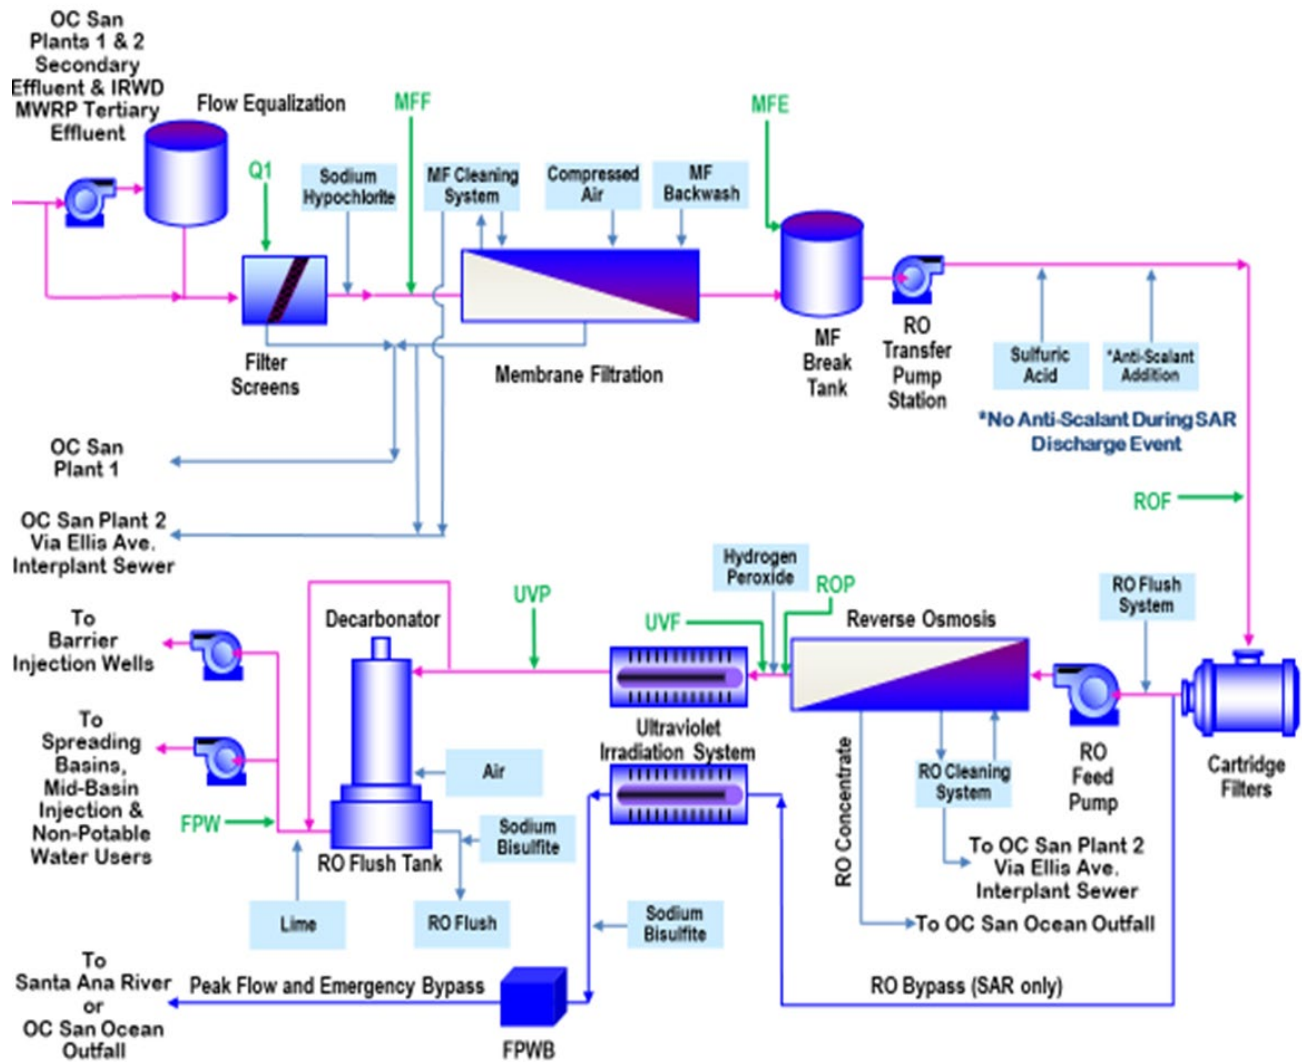 OC San
Plants 1 & 2
Secondary
Effluent & IRWD
MWRP Tertiary
Effluent
Flow Equalization
MFF
MFE
Q1
Sodium
Hypochlorite
MF Cleaning
System
Compressed
Air
MF
Backwash
Filter
Screens
Membrane Filtration
MF
Break
Tank
RO
Transfer
Pump
Station
Sulfuric
Acid
*Anti-Scalant
Addition
*No Anti-Scalant During SAR
Discharge Event
OC San
Plant 1
ROF
OC San Plant 2
Via Ellis Ave.
Interplant Sewer
Hydrogen
Peroxide
ROP
RO Flush
System
UVP
UVF
To
Barrier
Injection Wells
Decarbonator
Reverse Osmosis
Ultraviolet
Irradiation System
To
Spreading
Basins,
Mid-Basin
Injection &
Non-Potable
Water Users
Air
RO Concentrate
RO Cleaning
System
RO
Feed
Pump
Cartridge
Filters
FPW
RO Flush Tank
Sodium
Bisulfite
To OC San Plant 2
Via Ellis Ave.
Interplant Sewer
Lime
RO Flush
Sodium
Bisulfite
To OC San Ocean Outfall
To
Santa Ana River
or
OC San Ocean
Outfall
Peak Flow and Emergency Bypass
RO Bypass (SAR only)
FPWB